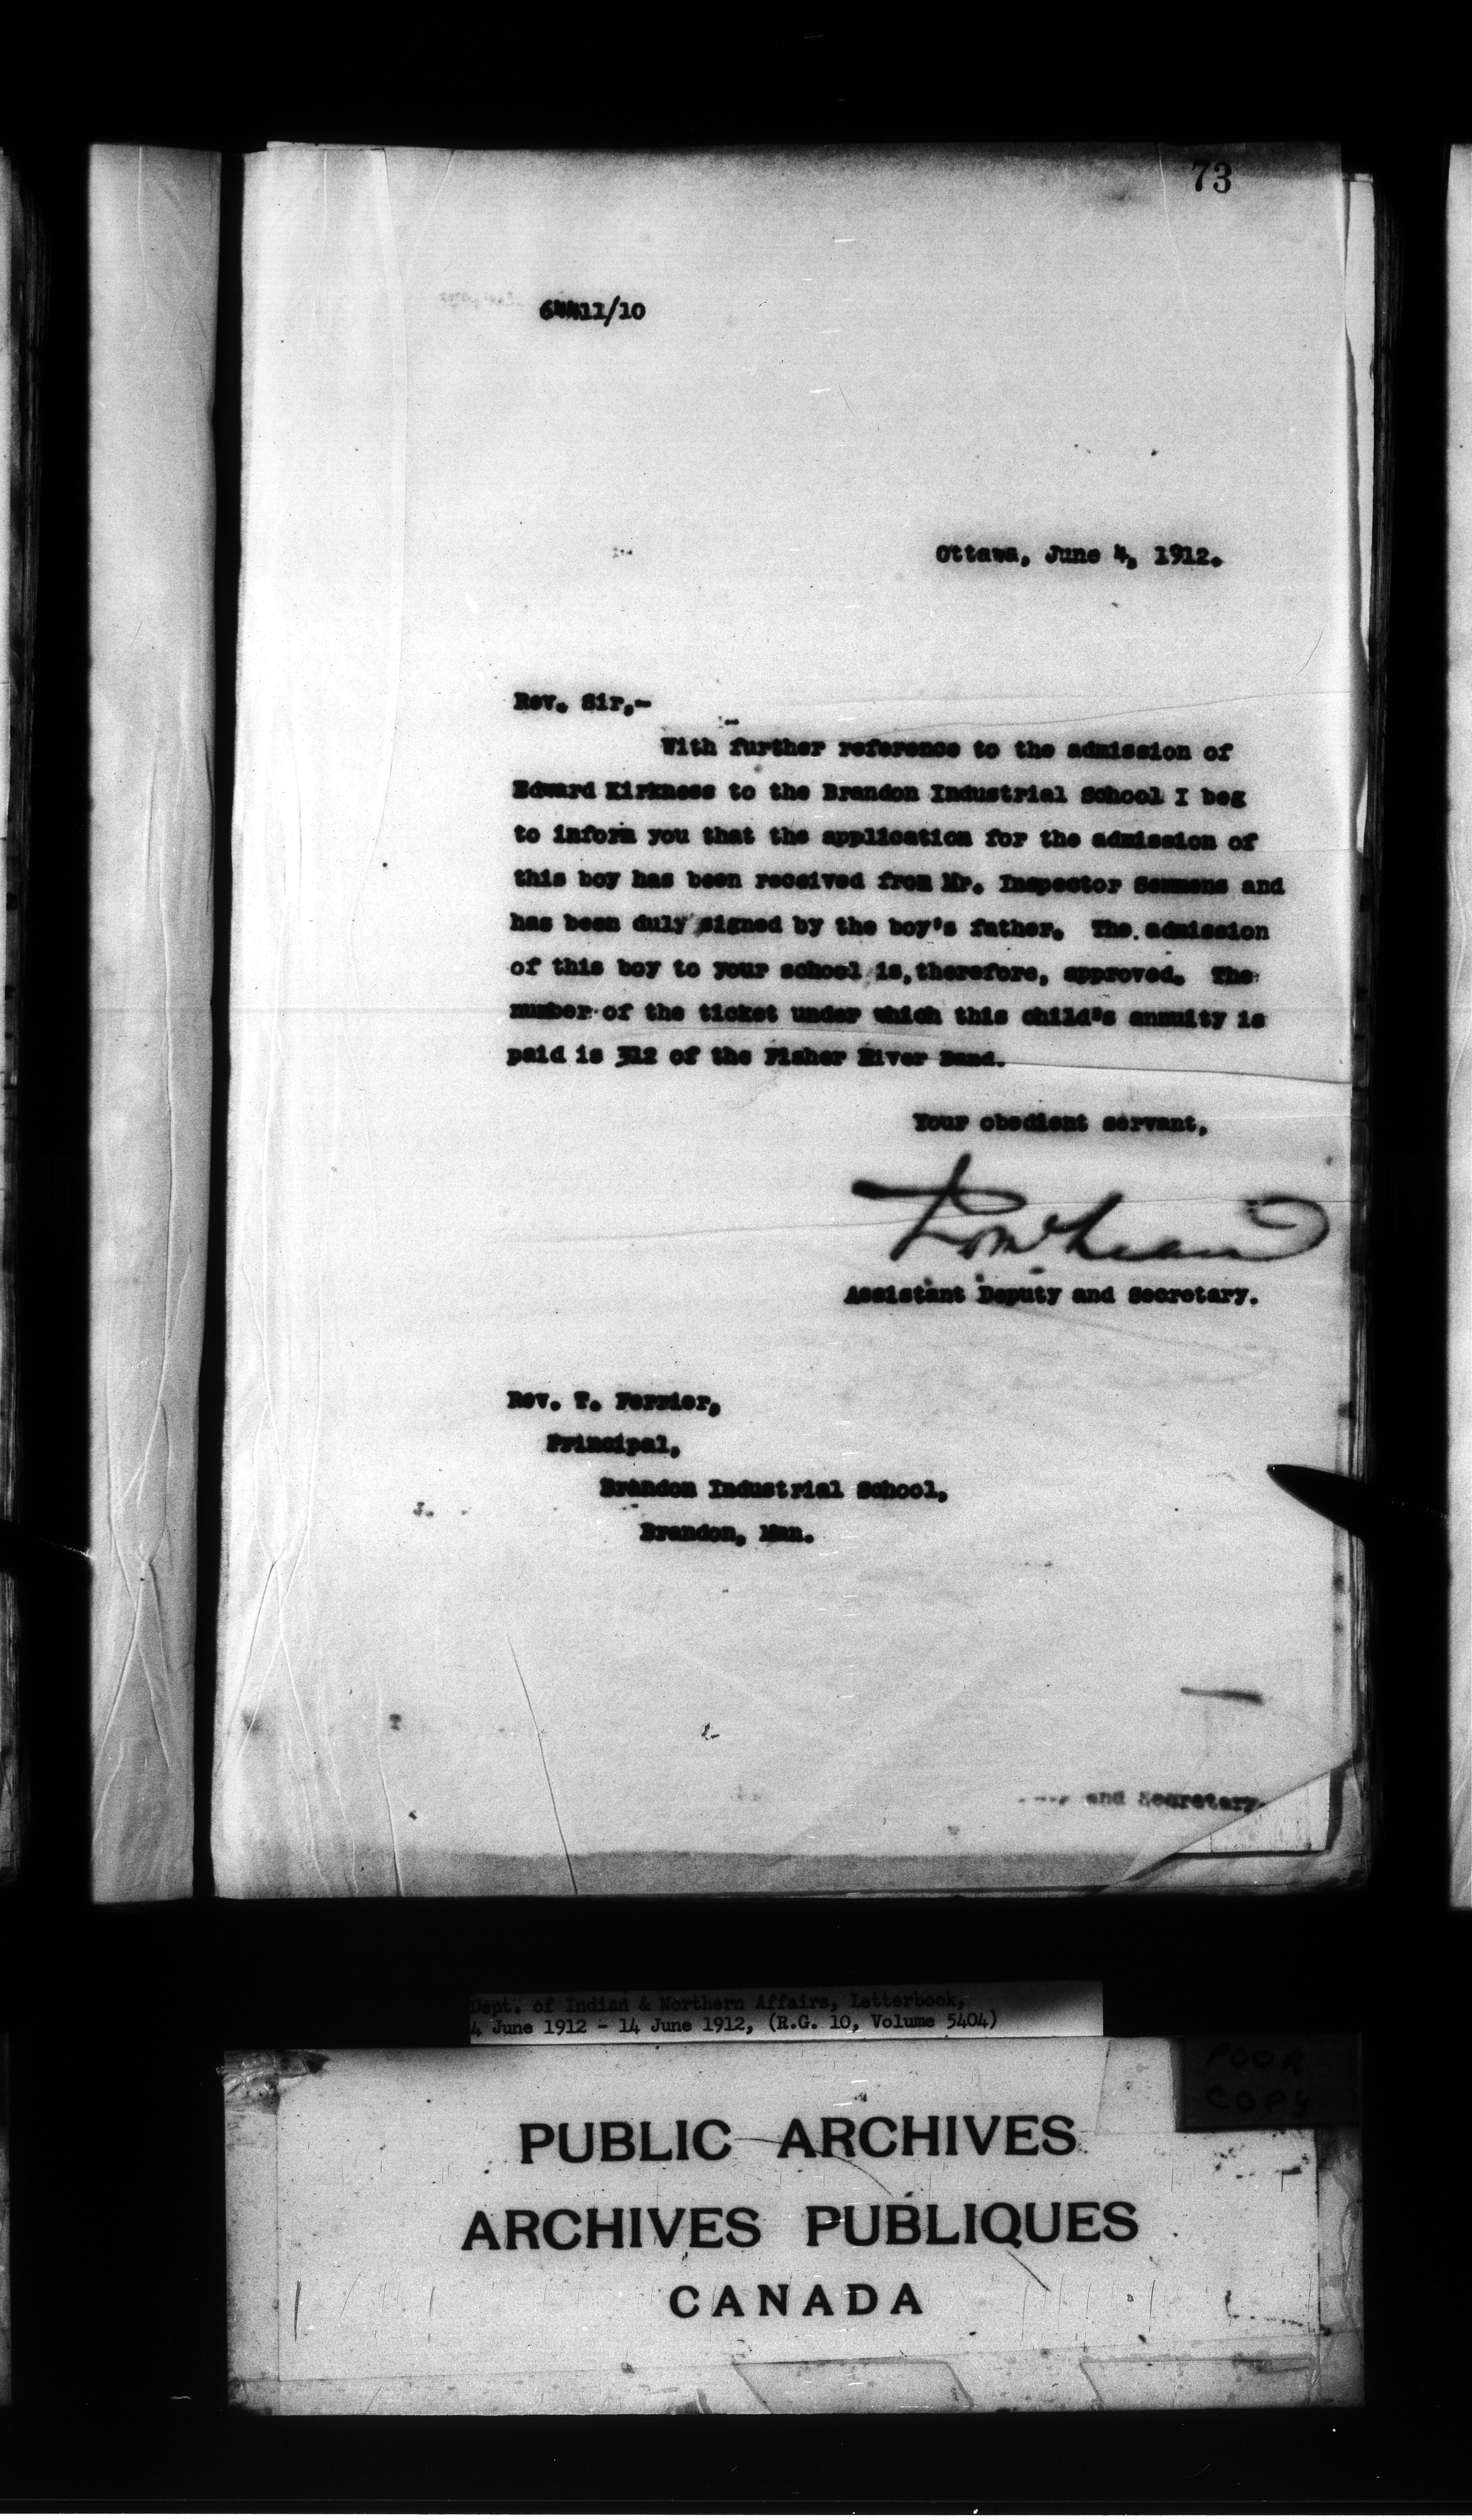 73
11/10
Ottawa, June 4, 1912.
Rev. Sir,-
With further reference to the admission of
Edward Kirkness to the Brandon Industrial School I beg
to inform you that the application for the admission of
this boy has been received from Mr. Inspector Semmens and
has been duly signed by the boy's father. The admission
of this boy to your school is, therefore, approved. The
number of the ticket under which this child's annuity is
paid is 312 of the Fisher River Band.
Your obedient servant,
Assistant Deputy and Secretary.
Rev. T. Ferrier,
Principal,
Brandon Industrial School,
J.
Brandon, Man.
T
and Secretary.
Dept. of Indian & Northern Affairs, Letterbook,
4 June 1912 - 14 June 1912, (R.G. 10, Volume 5404)
POOR
COPY
PUBLIC ARCHIVES
ARCHIVES PUBLIQUES
CANADA